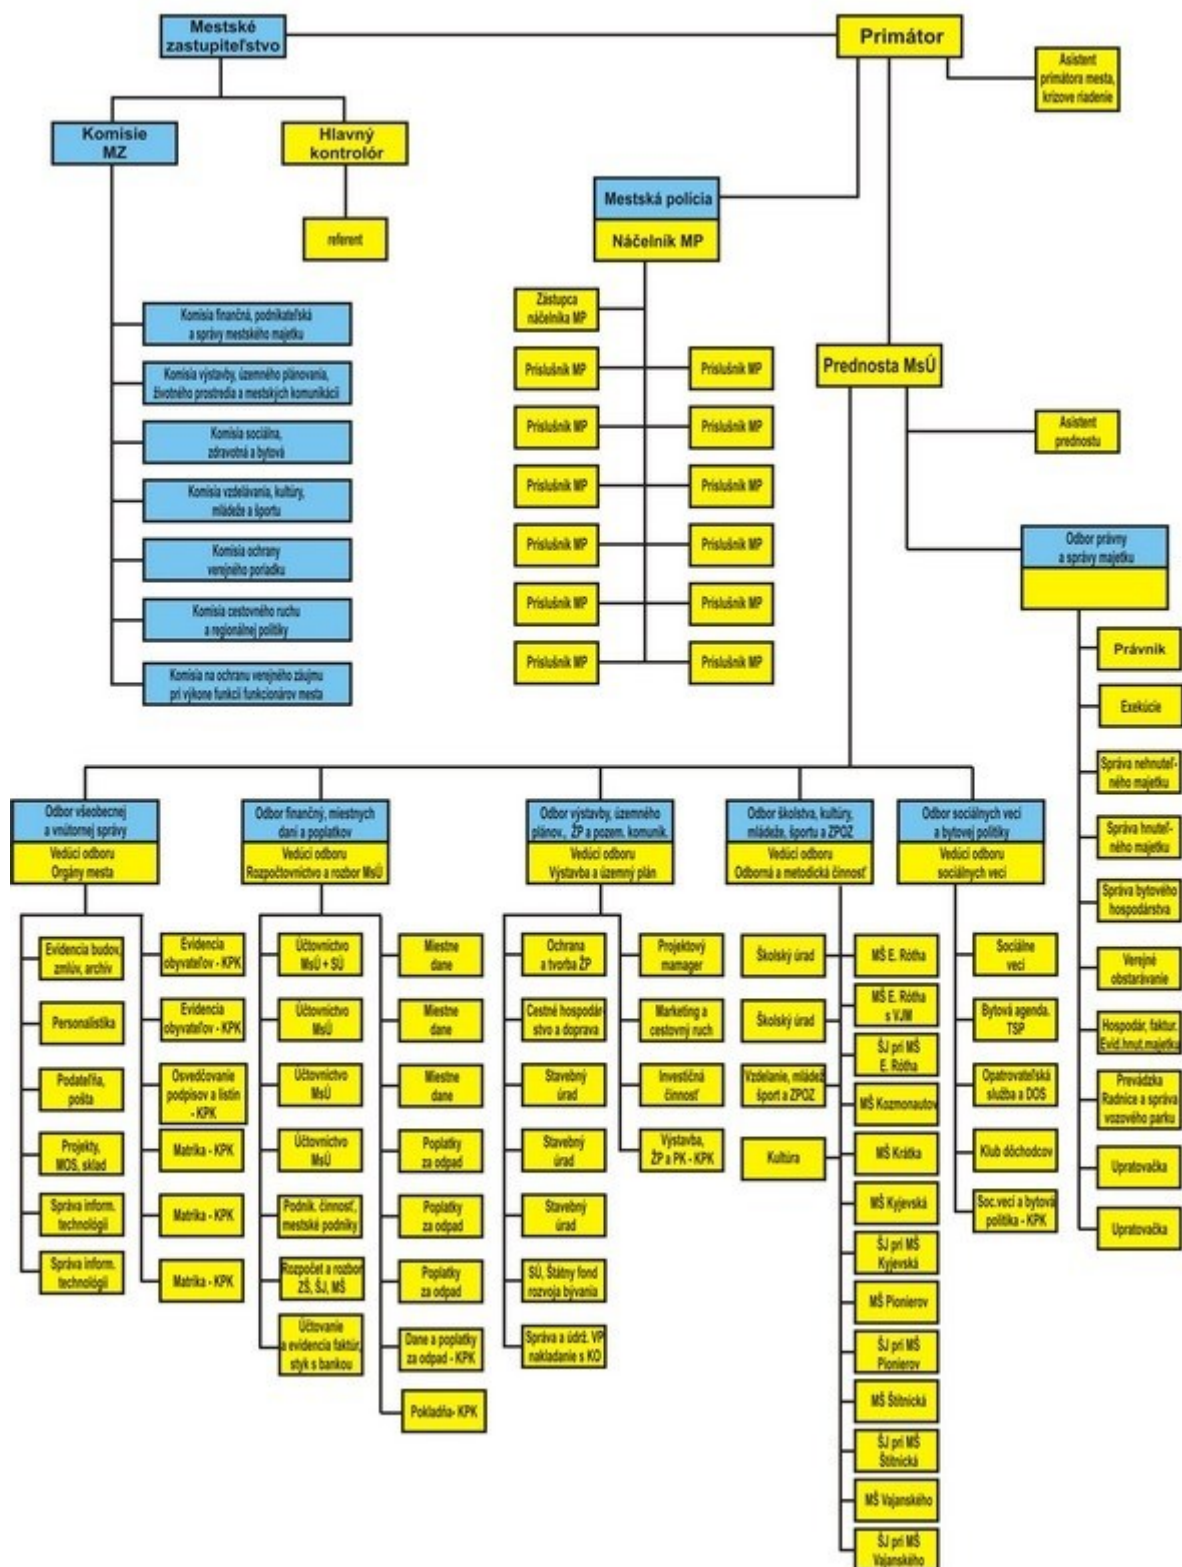 Mestské
zastupiteľstvo
Primátor
Asistent
primátora mesta,
krizove riadenie
Komisie
MZ
Hlavný
kontrolór
referent
Mestská polícia
Náčelník MP
Komisia finančná, podnikateľská
a správy mestského majetku
Komisia výstavby, územného plánovania,
životného prostredia a mestských komunikácií
Komisia sociálna,
zdravotná a bytová
Komisia vzdelávania, kultúry,
mládeže a športu
Komisia ochrany
verejného poriadku
Komisia cestovného ruchu
a regionálnej politiky
Komisia na ochranu verejného záujmu
pri výkone funkcií funkcionárov mesta
Zástupca
náčelníka MP
Príslušník MP
Príslušník MP
Príslušník MP
Príslušník MP
Príslušník MP
Príslušník MP
Príslušník MP
Príslušník MP
Príslušník MP
Príslušník MP
Príslušník MP
Príslušník MP
Prednosta MsÚ
Asistent
prednostu
Odbor právny
a správy majetku
Právnik
Exekúcie
Správa nehnuteľ-
ného majetku
Správa hnuteľ-
ného majetku
Správa bytového
hospodárstva
Verejné
obstarávanie
Hospodár, faktur.
Evid.hnut.majetku
Prevádzka
Radnice a správa
vozového parku
Upratovačka
Upratovačka
Odbor všeobecnej
a vnútornej správy
Vedúci odboru
Orgány mesta
Evidencia budov,
zmlúv, archív
Personalistika
Podateľňa,
pošta
Projekty,
MOS, sklad
Správa inform.
technológií
Správa inform.
technológií
Evidencia
obyvateľov - KPK
Evidencia
obyvateľov - KPK
Osvedčovanie
podpisov a listín
- KPK
Matrika - KPK
Matrika - KPK
Matrika - KPK
Odbor finančný, miestnych
daní a poplatkov
Vedúci odboru
Rozpočtovníctvo a rozbor MsÚ
Účtovníctvo
MsÚ + SÚ
Účtovníctvo
MsÚ
Účtovníctvo
MsÚ
Účtovníctvo
MsÚ
Podnik. činnosť,
mestské podniky
Rozpočet a rozbor
ZŠ, ŠJ, MŠ
Účtovanie
a evidencia faktúr,
styk s bankou
Miestne
dane
Miestne
dane
Miestne
dane
Poplatky
za odpad
Poplatky
za odpad
Poplatky
za odpad
Dane a poplatky
za odpad - KPK
Pokladňa- KPK
Odbor výstavby, územného
plánov., ŽP a pozem. komuník.
Vedúci odboru
Výstavba a územný plán
Ochrana
a tvorba ŽP
Cestné hospodár-
stvo a doprava
Stavebný
úrad
Stavebný
úrad
Stavebný
úrad
SÚ, Štátny fond
rozvoja bývania
Správa a údrž. VP
nakladanie s KO
Projektový
mamager
Marketing a
cestovný ruch
Investičná
činnosť
Výstavba,
ŽP a PK - KPK
Odbor školstva, kultúry,
mládeže, športu a ZPOZ
Vedúci odboru
Odborná a metodická činnosť
Školský úrad
Školský úrad
Vzdelanie, mládež
šport a ZPOZ
Kultúra
MŠ E. Rótha
MŠ E. Rótha
s VJM
ŠJ pri MŠ
E. Rótha
MŠ Kozmonautov
MŠ Krátka
MŠ Kyjevská
ŠJ pri MŠ
Kyjevská
MŠ Pionierov
ŠJ pri MŠ
Pionierov
MŠ Štítnická
ŠJ pri MŠ
Štítnická
MŠ Vajanského
ŠJ pri MŠ
Vajanského
Odbor sociálnych vecí
a bytovej politiky
Vedúci odboru
sociálnych vecí
Sociálne
veci
Bytová agenda.
TSP
Opatrovateľská
služba a DOS
Klub dôchodcov
Soc.veci a bytová
politika - KPK